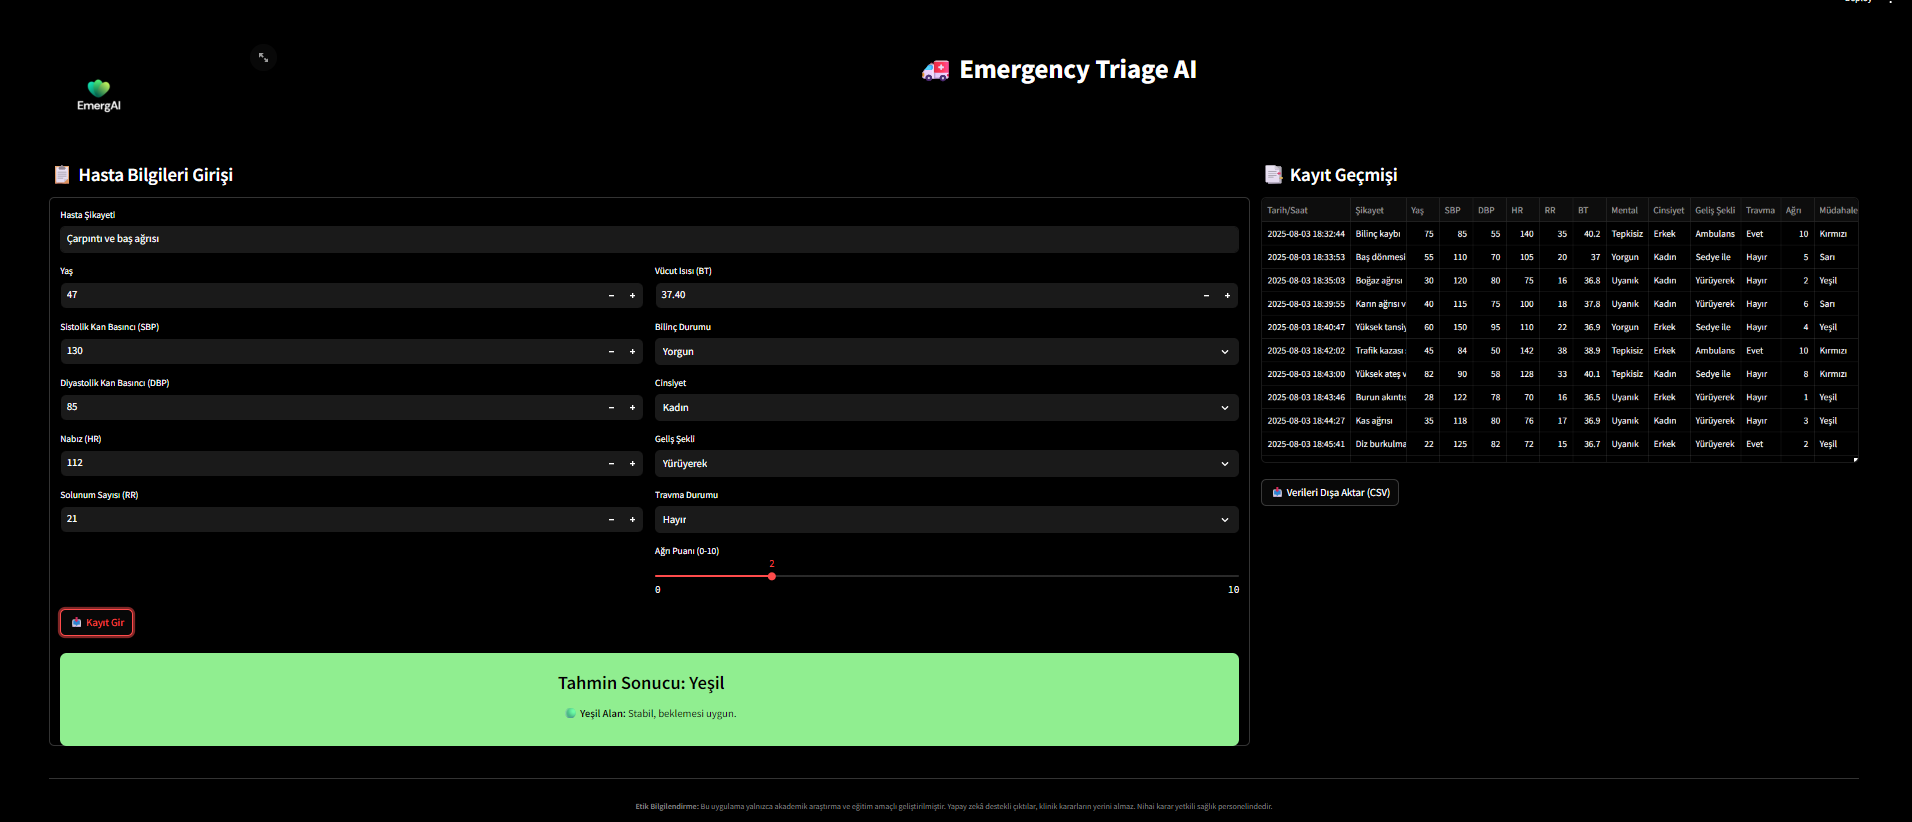 Emergency Triage AI
EmergAI
Hasta Bilgileri Girişi
Hasta Şikayeti
Çarpıntı ve baş ağrısı
Yaş
47
Sistolik Kan Basıncı (SBP)
130
Diyastolik Kan Basıncı (DBP)
85
Nabız (HR)
112
Solunum Sayısı (RR)
21
Vücut Isısı (BT)
37.40
Bilinç Durumu
Yorgun
Cinsiyet
Kadın
Geliş Şekli
Yürüyerek
Travma Durumu
Hayır
Ağrı Puanı (0-10)
2
0 10
Kayıt Gir
Tahmin Sonucu: Yeşil
Yeşil Alan: Stabil, beklemesi uygun.
Kayıt Geçmişi
Tarih/Saat Şikayet Yaş SBP DBP HR RR BT Mental Cinsiyet Geliş Şekli Travma Ağrı Müdahale
2025-08-03 18:32:44 Bilinç kaybı 75 85 55 140 35 40.2 Tepkisiz Erkek Ambulans Evet 10 Kırmızı
2025-08-03 18:33:53 Baş dönmesi 55 110 70 105 20 37 Yorgun Kadın Sedye ile Hayır 5 Sarı
2025-08-03 18:35:03 Boğaz ağrısı 30 120 80 75 16 36.8 Uyanık Kadın Yürüyerek Hayır 2 Yeşil
2025-08-03 18:39:55 Karın ağrısı v 40 115 75 100 18 37.8 Uyanık Kadın Yürüyerek Hayır 6 Sarı
2025-08-03 18:40:47 Yüksek tansiy 60 150 95 110 22 36.9 Yorgun Erkek Sedye ile Hayır 4 Yeşil
2025-08-03 18:42:02 Trafik kazası 45 84 50 142 38 38.9 Tepkisiz Erkek Ambulans Evet 10 Kırmızı
2025-08-03 18:43:00 Yüksek ateş v 82 90 58 128 33 40.1 Tepkisiz Kadın Sedye ile Hayır 8 Kırmızı
2025-08-03 18:43:46 Burun akıntıs 28 122 78 70 16 36.5 Uyanık Erkek Yürüyerek Hayır 1 Yeşil
2025-08-03 18:44:27 Kas ağrısı 35 118 80 76 17 36.9 Uyanık Kadın Yürüyerek Hayır 3 Yeşil
2025-08-03 18:45:41 Diz burkulma 22 125 82 72 15 36.7 Uyanık Erkek Yürüyerek Evet 2 Yeşil
Verileri Dışa Aktar (CSV)
Etik Bilgilendirme: Bu uygulama yalnızca akademik araştırma ve eğitim amaçlı geliştirilmiştir. Yapay zekâ destekli çıktılar, klinik kararların yerini almaz. Nihai karar yetkili sağlık personelindedir.